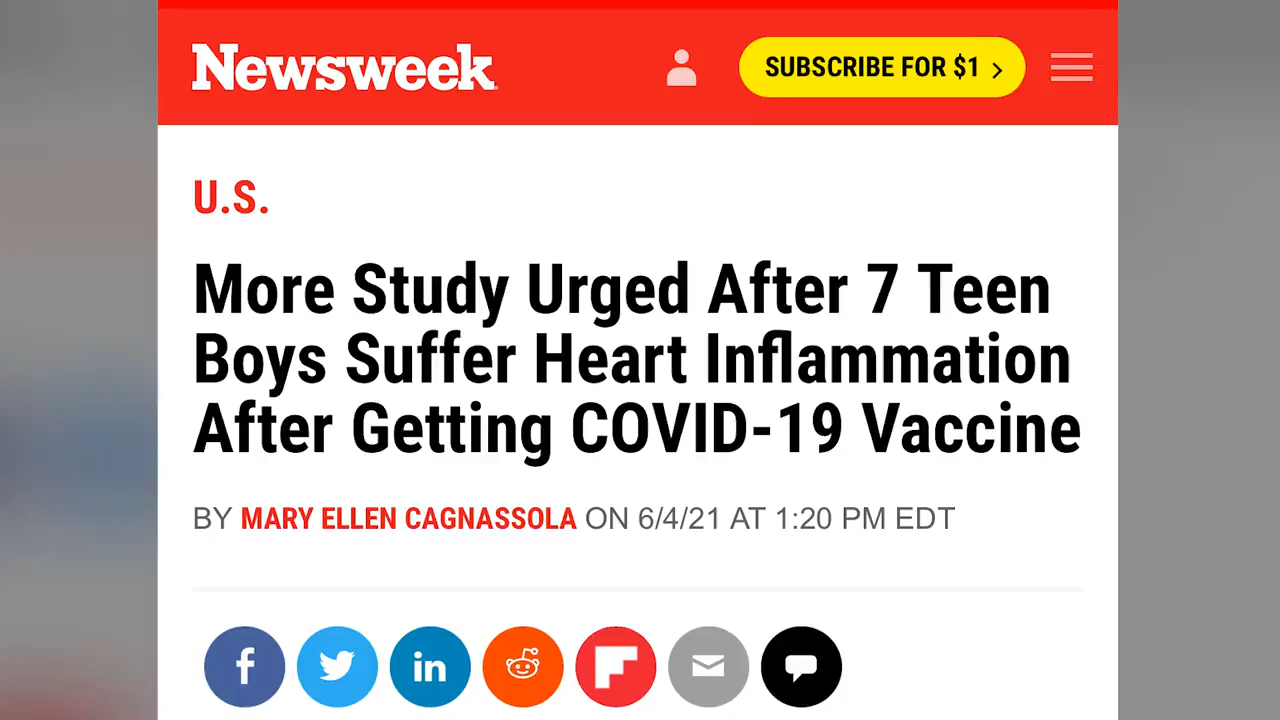 Newsweek
SUBSCRIBE FOR $1
U.S.
More Study Urged After 7 Teen
Boys Suffer Heart Inflammation
After Getting COVID-19 Vaccine
BY MARY ELLEN CAGNASSOLA ON 6/4/21 AT 1:20 PM EDT